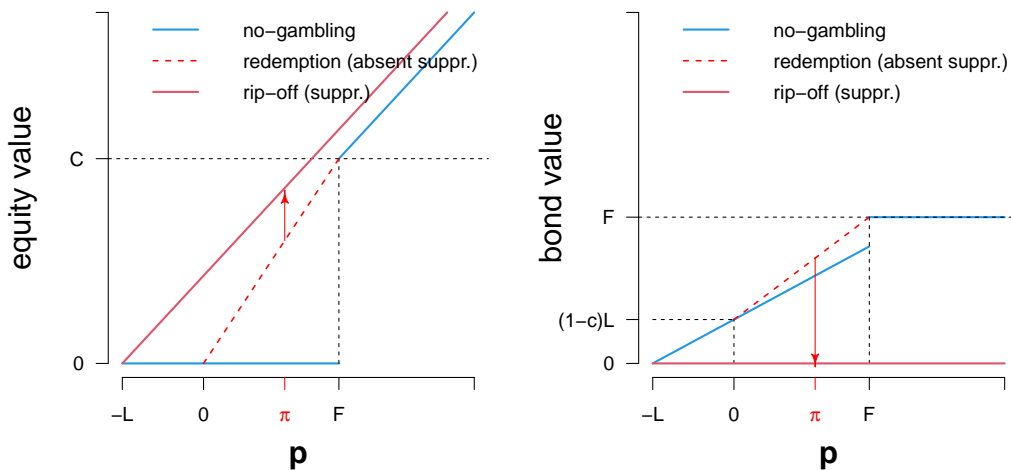 no−gambling
redemption (absent suppr.)
rip−off (suppr.)
equity value
C
0
−L
0
π
F
p
no−gambling
redemption (absent suppr.)
rip−off (suppr.)
bond value
F
(1−c)L
0
−L
0
π
F
p